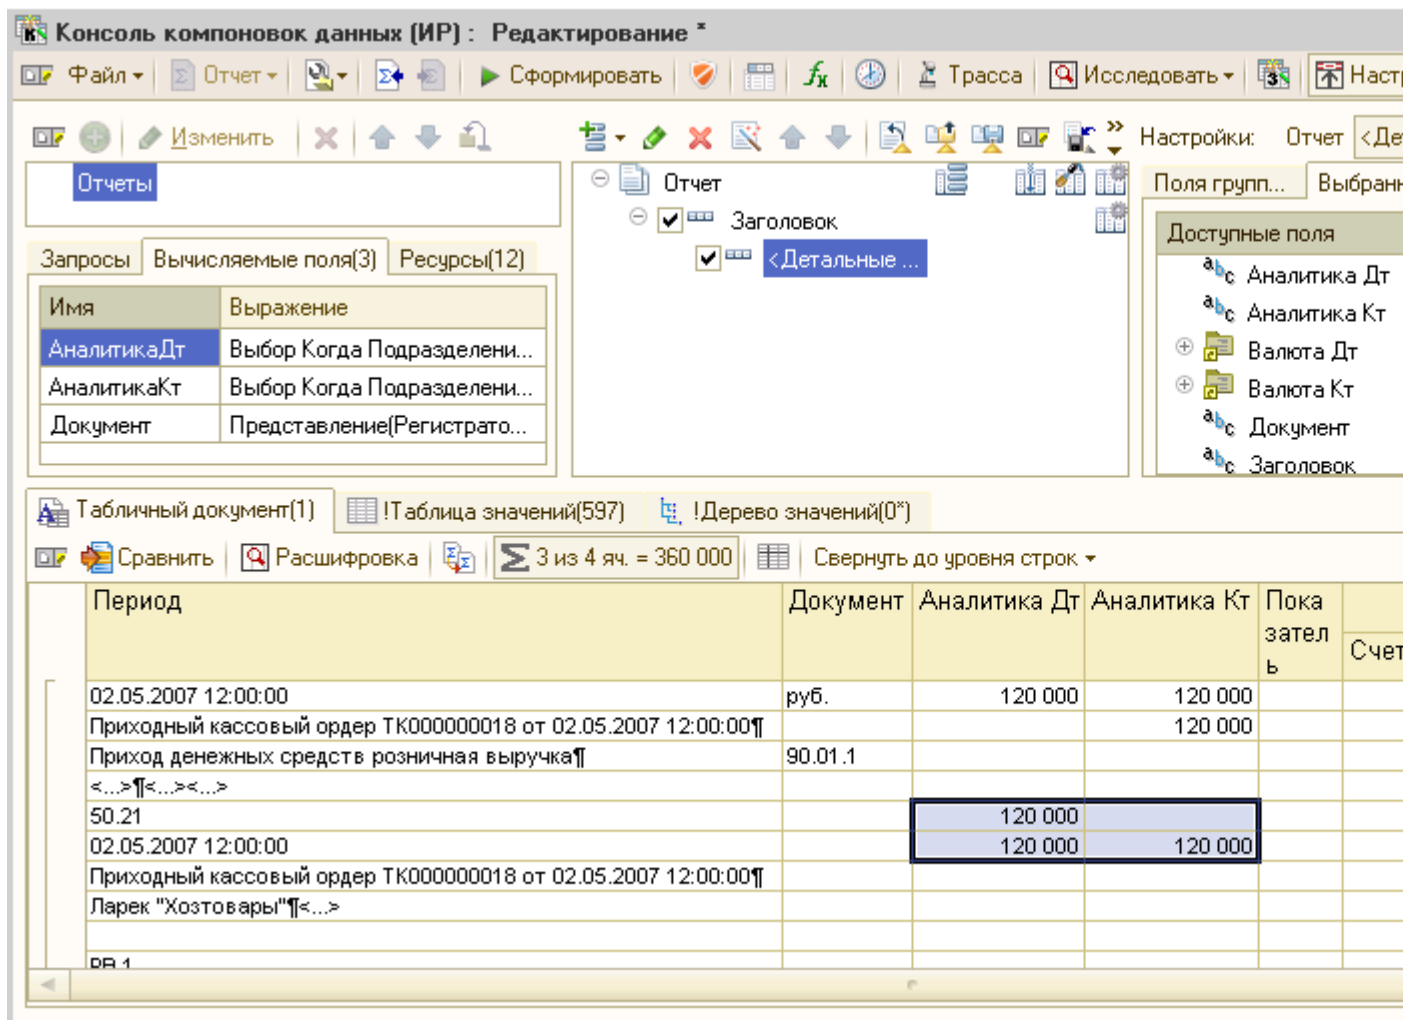 Консоль компоновок данных (ИР) : Редактирование *
Файл Отчет Сформировать Трасса Исследовать Настр
Изменить Настройки: Отчет <Де
Отчеты Отчет Поля групп... Выбранн
Заголовок Доступные поля
Запросы Вычисляемые поля(3) Ресурсы(12) <Детальные ... Аналитика Дт
Имя Выражение Аналитика Кт
АналитикаДт Выбор Когда Подразделени... Валюта Дт
АналитикаКт Выбор Когда Подразделени... Валюта Кт
Документ Представление(Регистрато... Документ
Заголовок
Табличный документ(1) !Таблица значений(597) !Дерево значений(0*)
Сравнить Расшифровка 3 из 4 яч. = 360 000 Свернуть до уровня строк
Период Документ Аналитика Дт Аналитика Кт Пока
зател
ь Счет
02.05.2007 12:00:00 руб. 120 000 120 000
Приходный кассовый ордер ТК000000018 от 02.05.2007 12:00:00¶ 120 000
Приход денежных средств розничная выручка¶ 90.01.1
<...>¶<...><...>
50.21 120 000
02.05.2007 12:00:00 120 000 120 000
Приходный кассовый ордер ТК000000018 от 02.05.2007 12:00:00¶
Ларек "Хозтовары"¶<...>
РВ.1